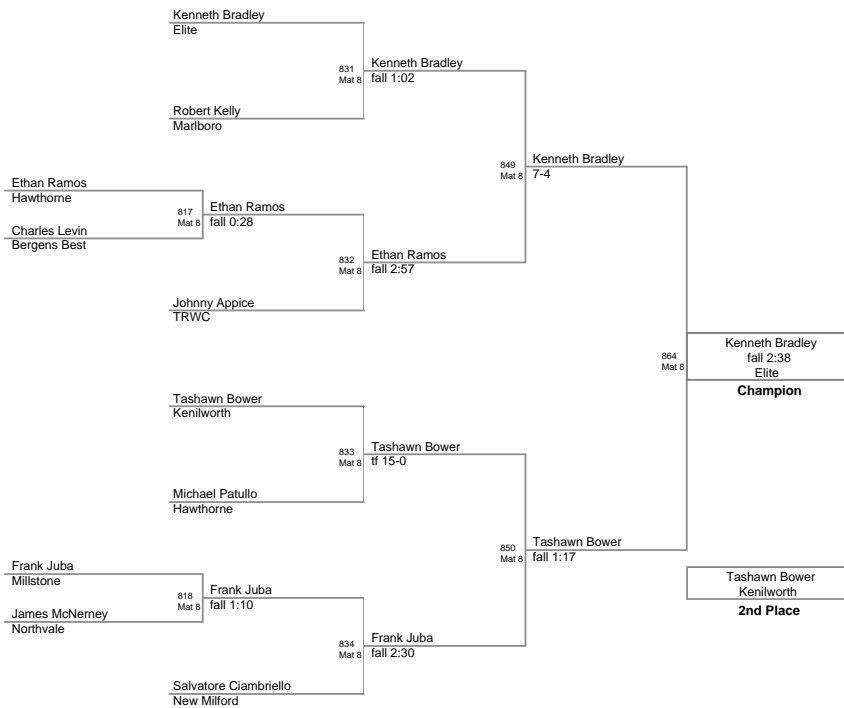 Kenneth Bradley
Elite
831
Mat 8
Kenneth Bradley
fall 1:02
Robert Kelly
Marlboro
849
Mat 8
Kenneth Bradley
7-4
Ethan Ramos
Hawthorne
817
Mat 8
Ethan Ramos
fall 0:28
Charles Levin
Bergens Best
832
Mat 8
Ethan Ramos
fall 2:57
Johnny Appice
TRWC
864
Mat 8
Kenneth Bradley
fall 2:38
Elite
Champion
Tashawn Bower
Kenilworth
833
Mat 8
Tashawn Bower
tf 15-0
Michael Patullo
Hawthorne
850
Mat 8
Tashawn Bower
fall 1:17
Frank Juba
Millstone
818
Mat 8
Frank Juba
fall 1:10
James McNerney
Northvale
834
Mat 8
Frank Juba
fall 2:30
Salvatore Ciambriello
New Milford
Tashawn Bower
Kenilworth
2nd Place